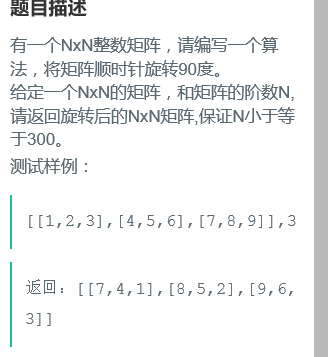 题目描述
有一个NxN整数矩阵，请编写一个算
法，将矩阵顺时针旋转90度。
给定一个NxN的矩阵，和矩阵的阶数N,
请返回旋转后的NxN矩阵,保证N小于等
于300。
测试样例：
[[1,2,3],[4,5,6],[7,8,9]],3
返回：[[7,4,1],[8,5,2],[9,6,
3]]